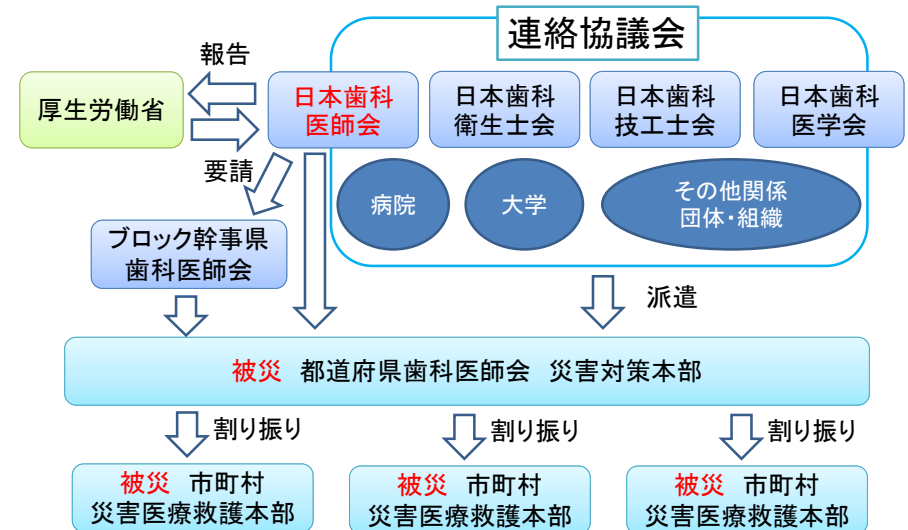 連絡協議会
報告
厚生労働省
日本歯科
医師会
日本歯科
衛生士会
日本歯科
技工士会
日本歯科
医学会
要請
病院
大学
その他関係
団体・組織
ブロック幹事県
歯科医師会
派遣
被災 都道府県歯科医師会 災害対策本部
割り振り
割り振り
割り振り
被災 市町村
災害医療救護本部
被災 市町村
災害医療救護本部
被災 市町村
災害医療救護本部